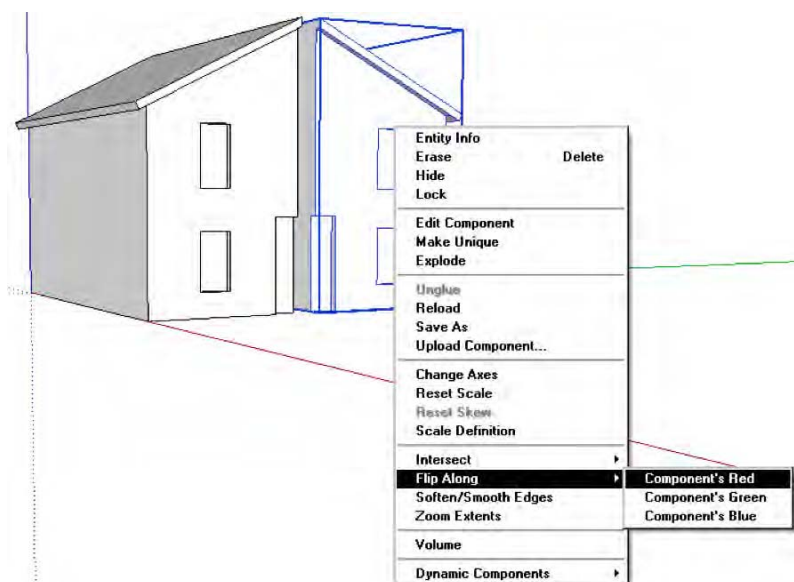 Entity Info
Erase Delete
Hide
Lock
Edit Component
Make Unique
Explode
Unglue
Reload
Save As
Upload Component...
Change Axes
Reset Scale
Reset Skew
Scale Definition
Intersect
Flip Along Component's Red
Soften/Smooth Edges Component's Green
Zoom Extents Component's Blue
Volume
Dynamic Components